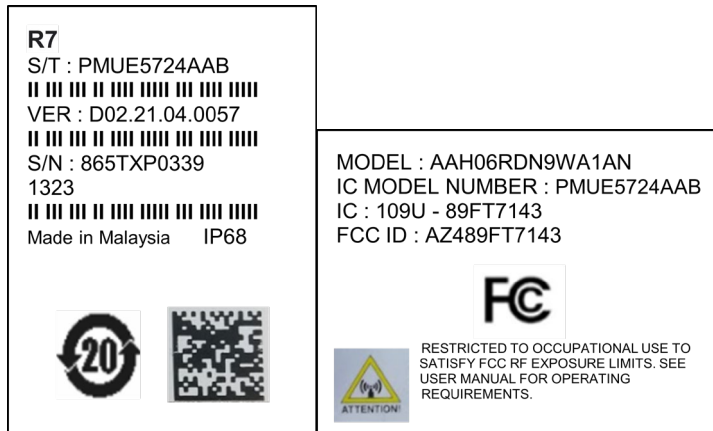 R7
S/T : PMUE5724AAB
VER : D02.21.04.0057
S/N : 865TXP0339
1323
Made in Malaysia IP68
20
MODEL : AAH06RDN9WA1AN
IC MODEL NUMBER : PMUE5724AAB
IC : 109U - 89FT7143
FCC ID : AZ489FT7143
FC
RESTRICTED TO OCCUPATIONAL USE TO
SATISFY FCC RF EXPOSURE LIMITS. SEE
USER MANUAL FOR OPERATING
REQUIREMENTS.
ATTENTION!